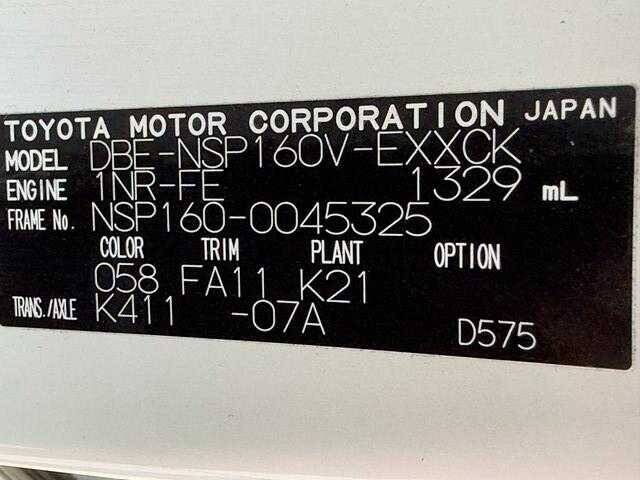 TOYOTA MOTOR CORPORATION JAPAN
MODEL DBE-NSP160V-EXXCK
ENGINE 1NR-FE 1329 mL
FRAME No. NSP160-0045325
COLOR TRIM PLANT OPTION
058 FA11 K21
TRANS./AXLE K411 -07A D575